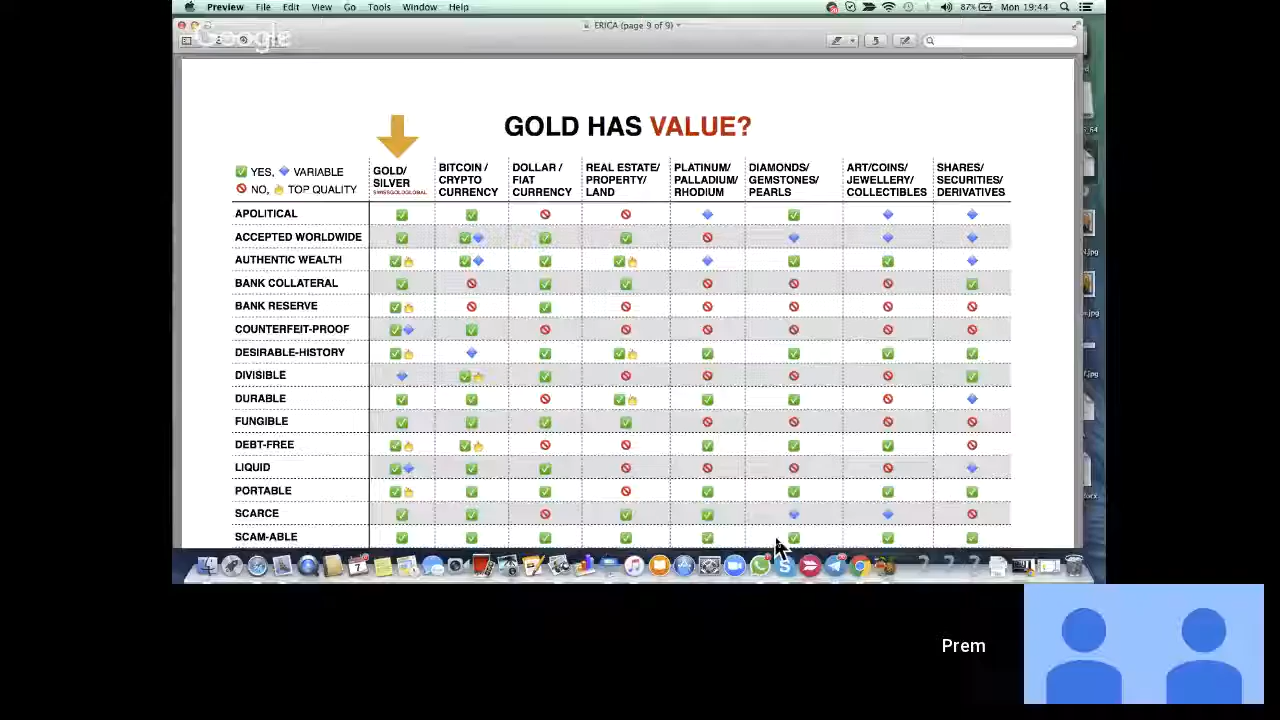 Preview File Edit View Go Tools Window Help 87% Mon 19:44
ERICA (page 9 of 9)
Google
GOLD HAS VALUE?
YES, VARIABLE
NO, TOP QUALITY
GOLD/
SILVER
SWISSGOLDGLOBAL
BITCOIN /
CRYPTO
CURRENCY
DOLLAR /
FIAT
CURRENCY
REAL ESTATE/
PROPERTY/
LAND
PLATINUM/
PALLADIUM/
RHODIUM
DIAMONDS/
GEMSTONES/
PEARLS
ART/COINS/
JEWELLERY/
COLLECTIBLES
SHARES/
SECURITIES/
DERIVATIVES
APOLITICAL
ACCEPTED WORLDWIDE
AUTHENTIC WEALTH
BANK COLLATERAL
BANK RESERVE
COUNTERFEIT-PROOF
DESIRABLE-HISTORY
DIVISIBLE
DURABLE
FUNGIBLE
DEBT-FREE
LIQUID
PORTABLE
SCARCE
SCAM-ABLE
Prem